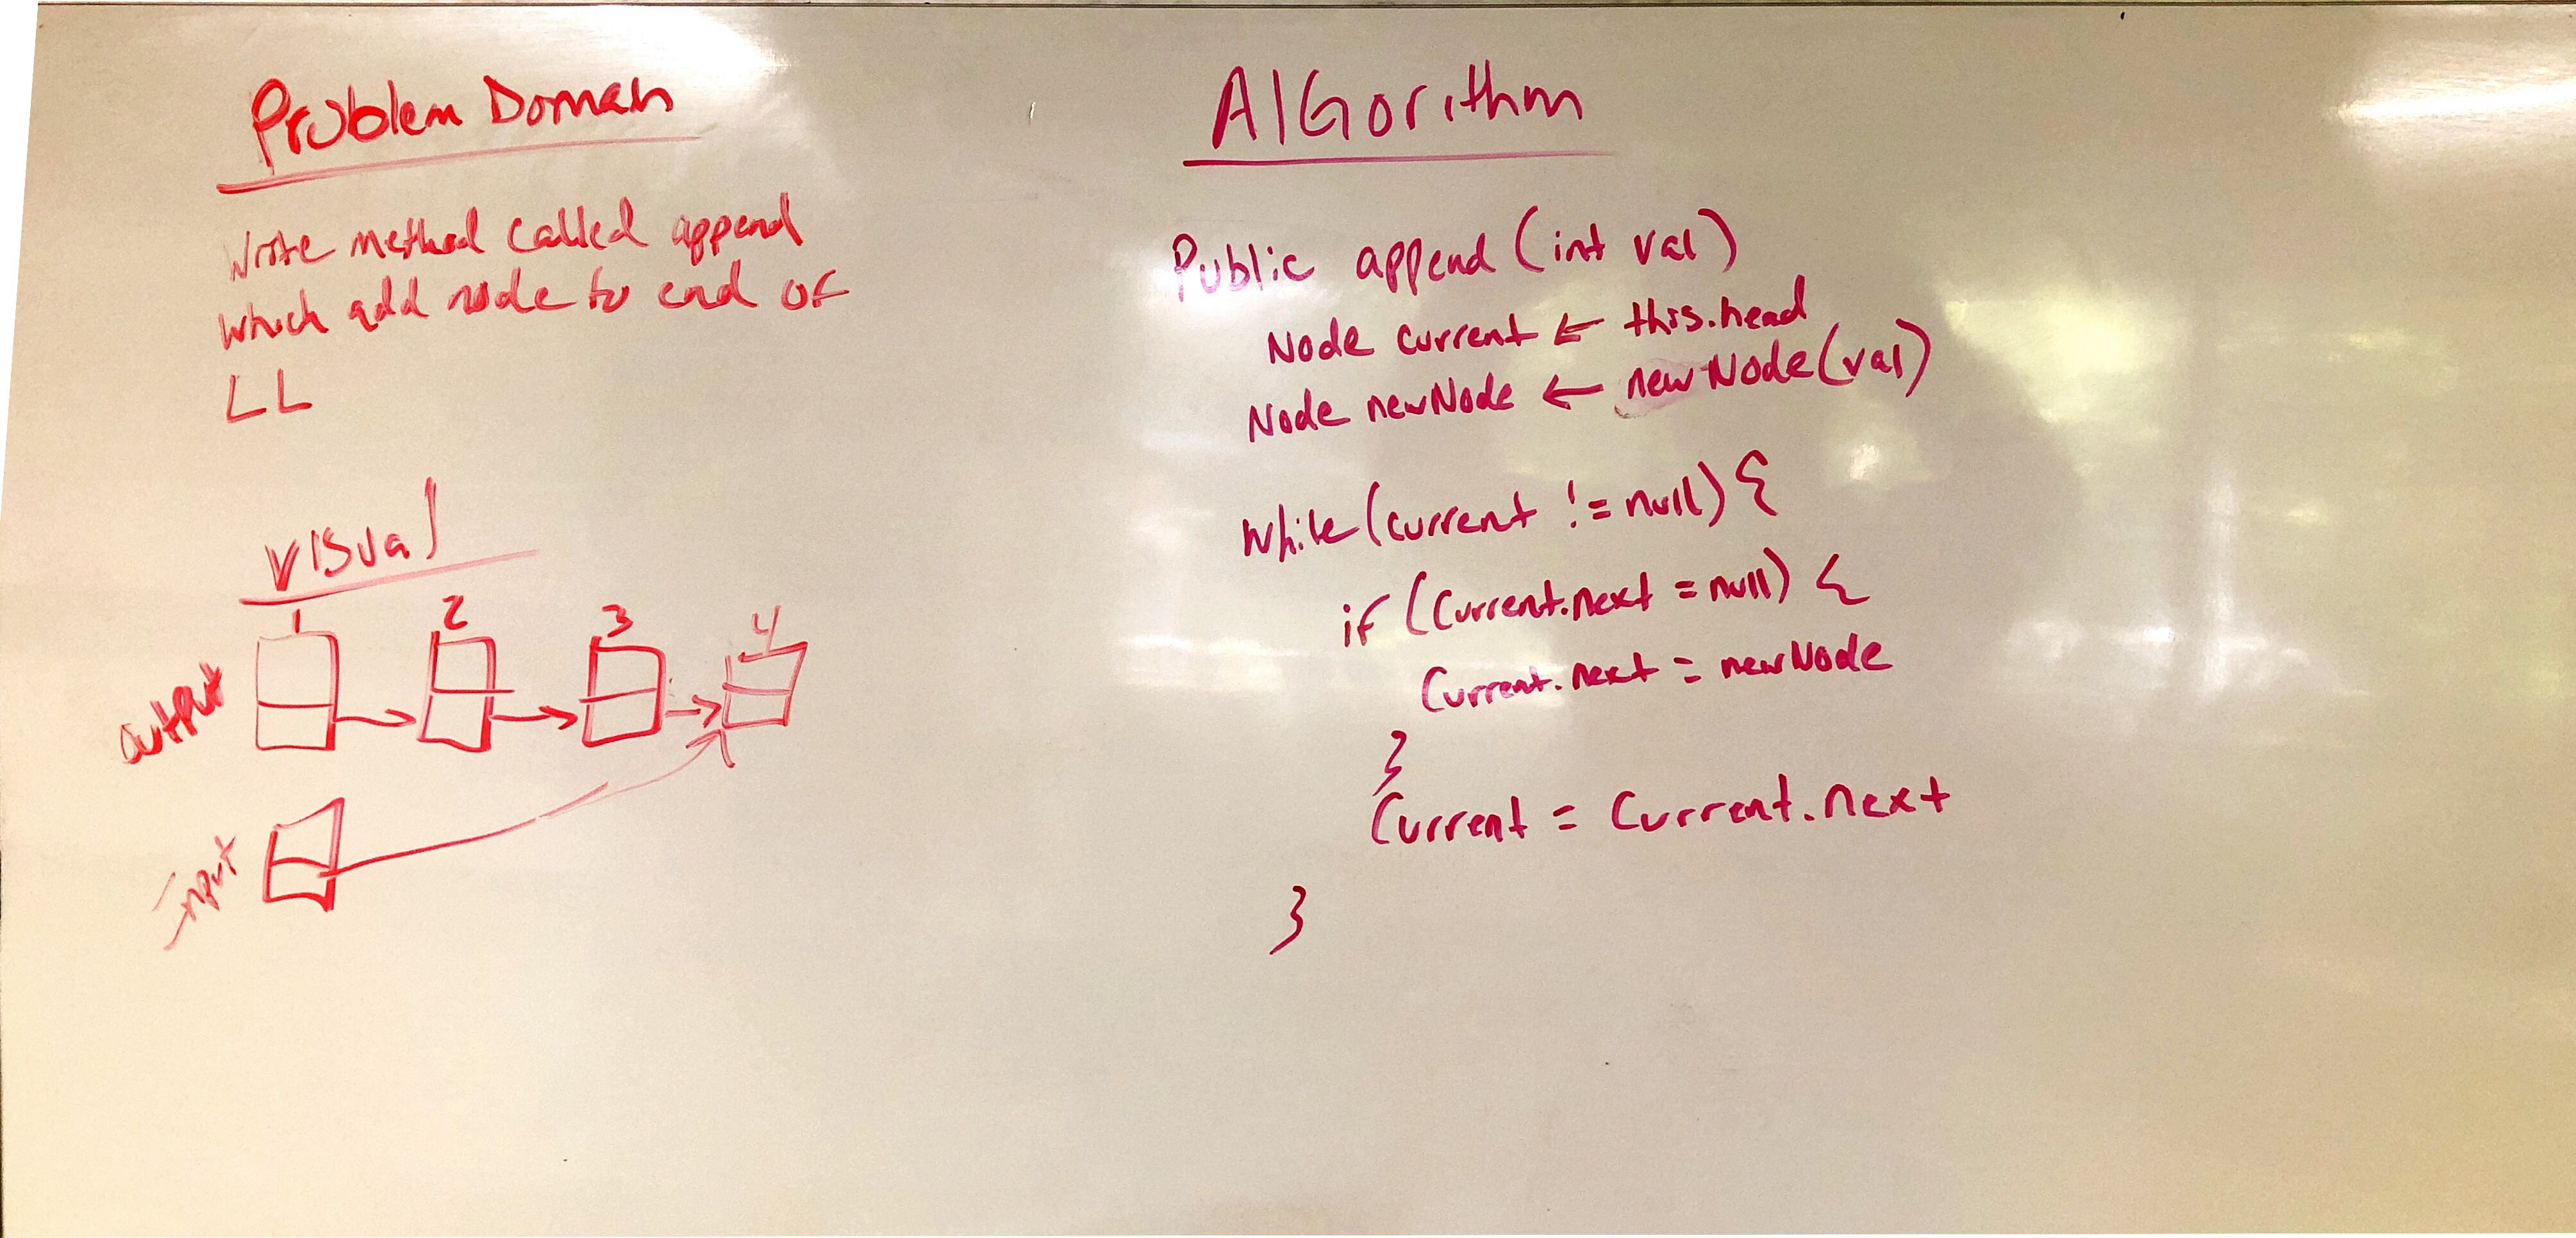 Problem Domain
Write method called append
which add node to end of
LL
Visual
1 2 3 4
output
input
AlGorithm
Public append (int val)
Node current ← this.head
Node newNode ← newNode(val)
while (current != null) {
if (Current.next = null) {
Current.next = newNode
}
Current = Current.next
}